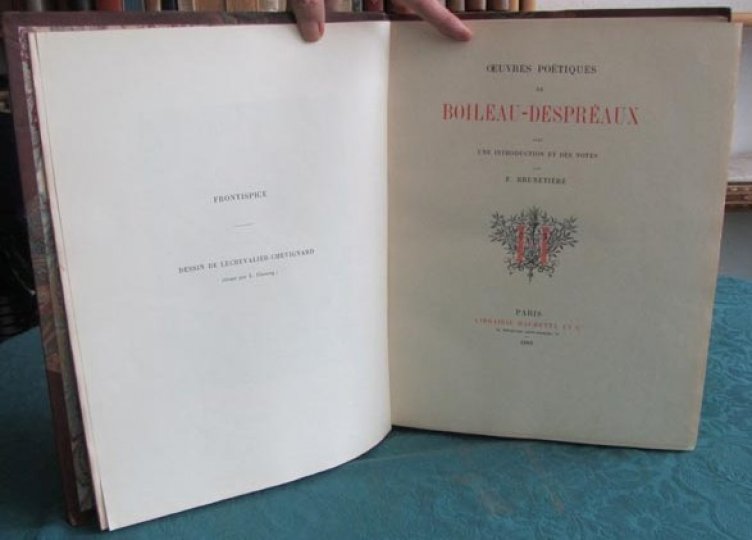 FRONTISPICE
DESSIN DE LECHEVALIER-CHEVIGNARD
ŒUVRES POÉTIQUES
DE
BOILEAU-DESPRÉAUX
AVEC
UNE INTRODUCTION ET DES NOTES
PAR
F. BRUNETIÈRE
H
PARIS
LIBRAIRIE HACHETTE ET Cie